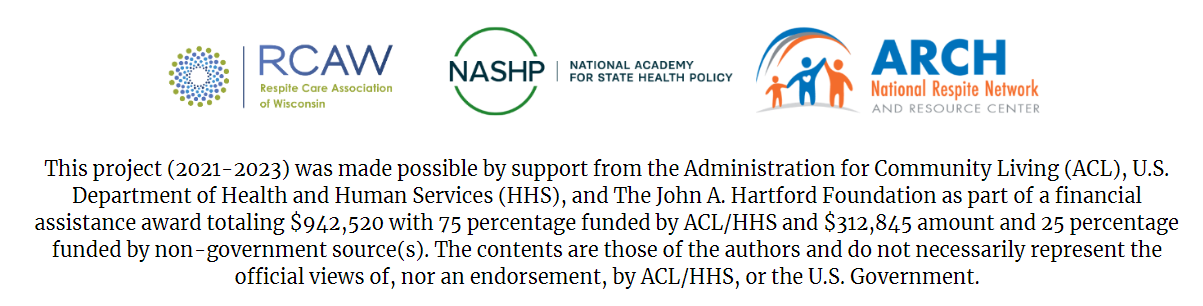 RCAW
Respite Care Association
of Wisconsin
NASHP
NATIONAL ACADEMY
FOR STATE HEALTH POLICY
ARCH
National Respite Network
AND RESOURCE CENTER
This project (2021-2023) was made possible by support from the Administration for Community Living (ACL), U.S.
Department of Health and Human Services (HHS), and The John A. Hartford Foundation as part of a financial
assistance award totaling $942,520 with 75 percentage funded by ACL/HHS and $312,845 amount and 25 percentage
funded by non-government source(s). The contents are those of the authors and do not necessarily represent the
official views of, nor an endorsement, by ACL/HHS, or the U.S. Government.